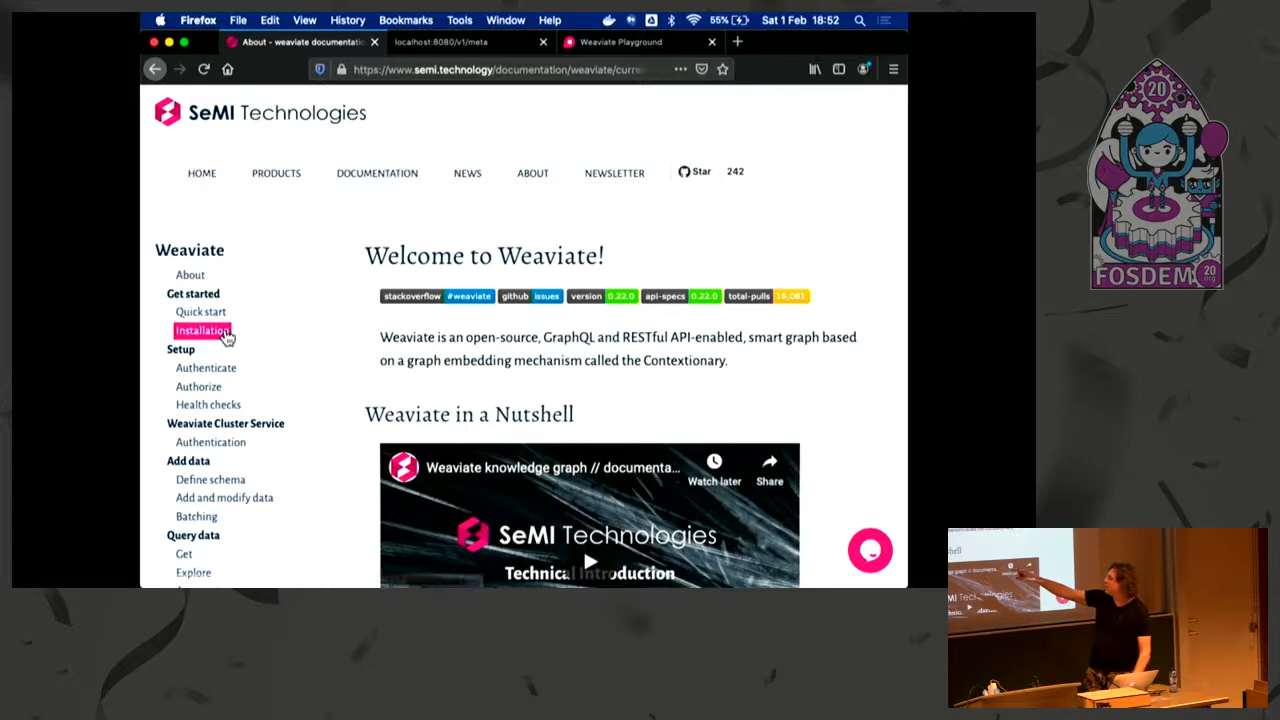 Firefox File Edit View History Bookmarks Tools Window Help 55% Sat 1 Feb 18:52
About - weaviate documentatio localhost:8080/v1/meta Weaviate Playground
https://www.semi.technology/documentation/weaviate/curre
SeMI Technologies
HOME PRODUCTS DOCUMENTATION NEWS ABOUT NEWSLETTER Star 242
Weaviate
About
Get started
Quick start
Installation
Setup
Authenticate
Authorize
Health checks
Weaviate Cluster Service
Authentication
Add data
Define schema
Add and modify data
Batching
Query data
Get
Explore
Welcome to Weaviate!
stackoverflow #weaviate github issues version 0.22.0 api-specs 0.22.0 total-pulls 16,081
Weaviate is an open-source, GraphQL and RESTful API-enabled, smart graph based
on a graph embedding mechanism called the Contextionary.
Weaviate in a Nutshell
Weaviate knowledge graph // documenta...
Watch later Share
SeMI Technologies
Technical Introduction
20
FOSDEM 20
.org
shell